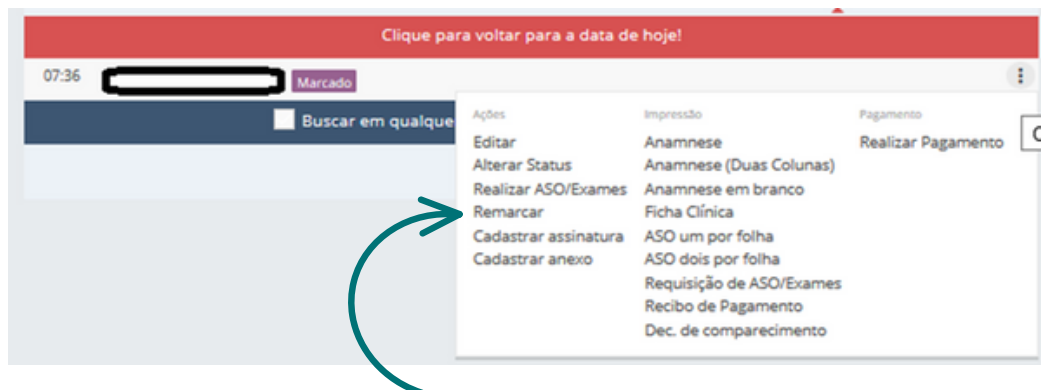 Clique para voltar para a data de hoje!
07:36 Marcado
Buscar em qualque
Ações
Editar
Alterar Status
Realizar ASO/Exames
Remarcar
Cadastrar assinatura
Cadastrar anexo
Impressão
Anamnese
Anamnese (Duas Colunas)
Anamnese em branco
Ficha Clínica
ASO um por folha
ASO dois por folha
Requisição de ASO/Exames
Recibo de Pagamento
Dec. de comparecimento
Pagamento
Realizar Pagamento